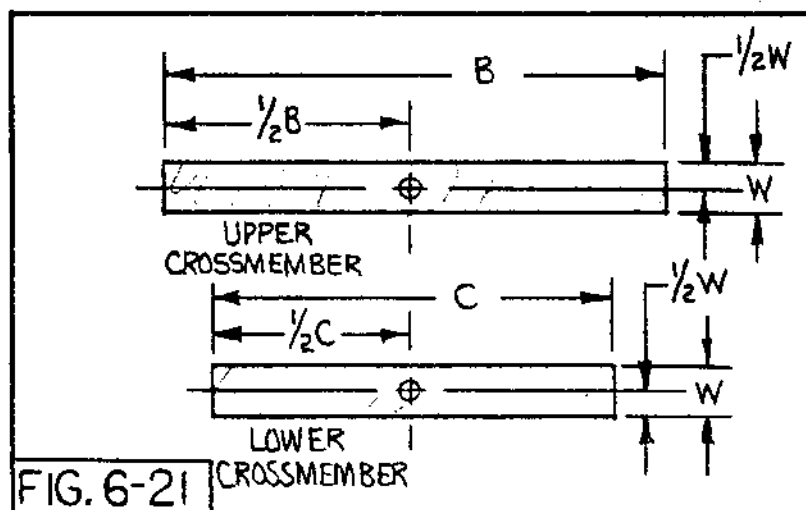 B
½W
½B
W
UPPER
CROSSMEMBER
C
½W
½C
W
LOWER
CROSSMEMBER
FIG. 6-21